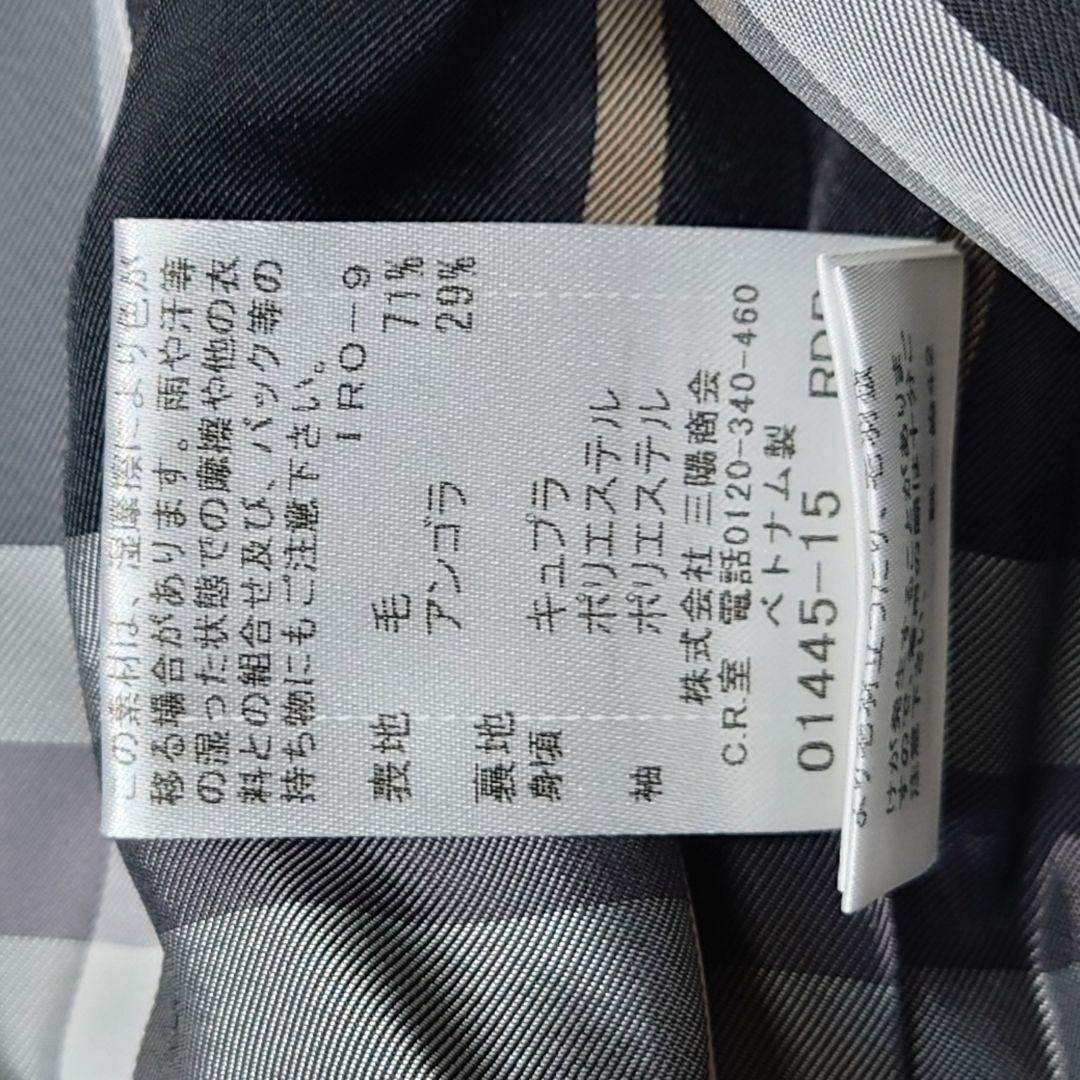 この素材は、湿摩擦により色が
移る場合があります。雨や汗等
の湿った状態での摩擦や他の衣
料との組合せ及び、バック等の
持ち物にもご注意下さい。
IRO-9
表地 毛 71%
アンゴラ 29%
裏地
身頃 キュプラ
ポリエステル
袖 ポリエステル
株式会社 三陽商会
C.R.室 電話0120-340-460
ベトナム製
01445-15